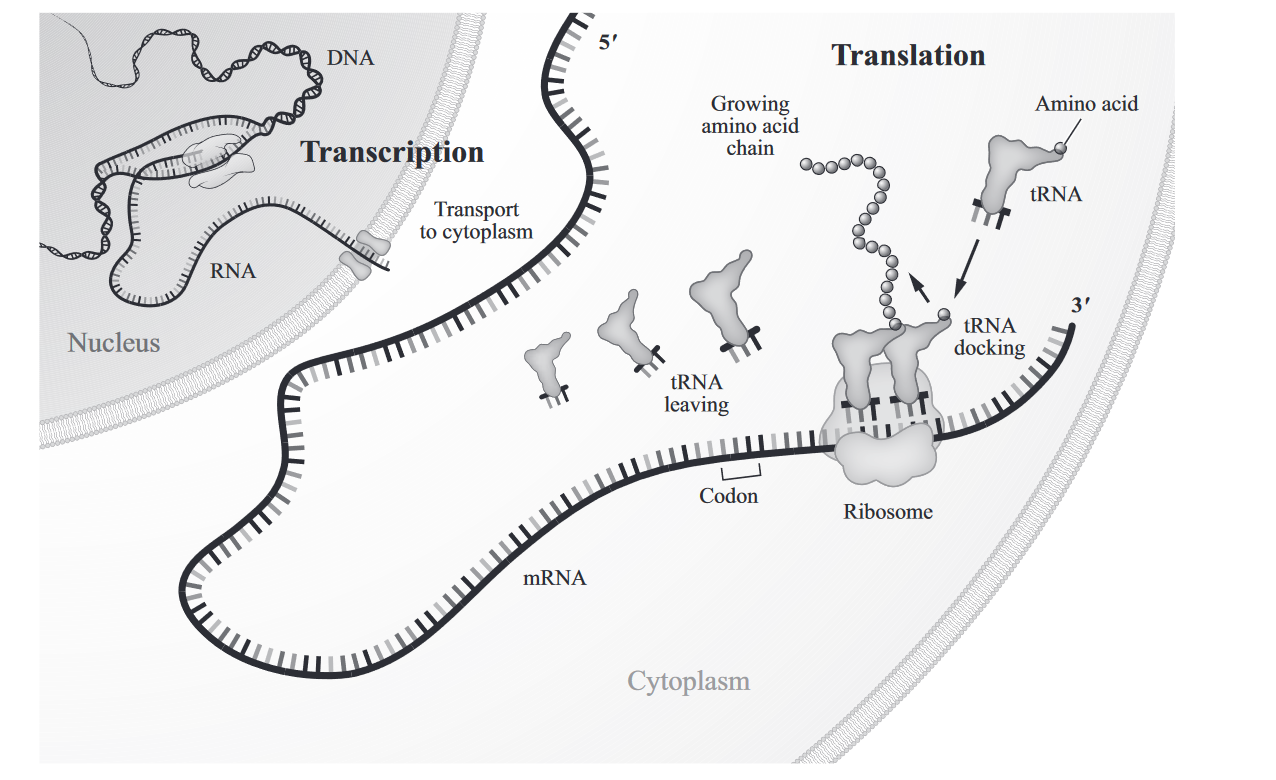 DNA
Transcription
Transport
to cytoplasm
RNA
Nucleus
5′
Translation
Growing
amino acid
chain
Amino acid
tRNA
3′
tRNA
docking
tRNA
leaving
Codon
Ribosome
mRNA
Cytoplasm